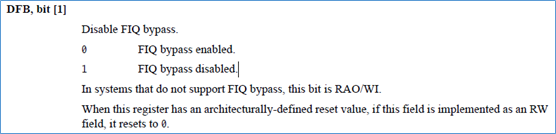 DFB, bit [1]
Disable FIQ bypass.
0 FIQ bypass enabled.
1 FIQ bypass disabled.
In systems that do not support FIQ bypass, this bit is RAO/WI.
When this register has an architecturally-defined reset value, if this field is implemented as an RW
field, it resets to 0.